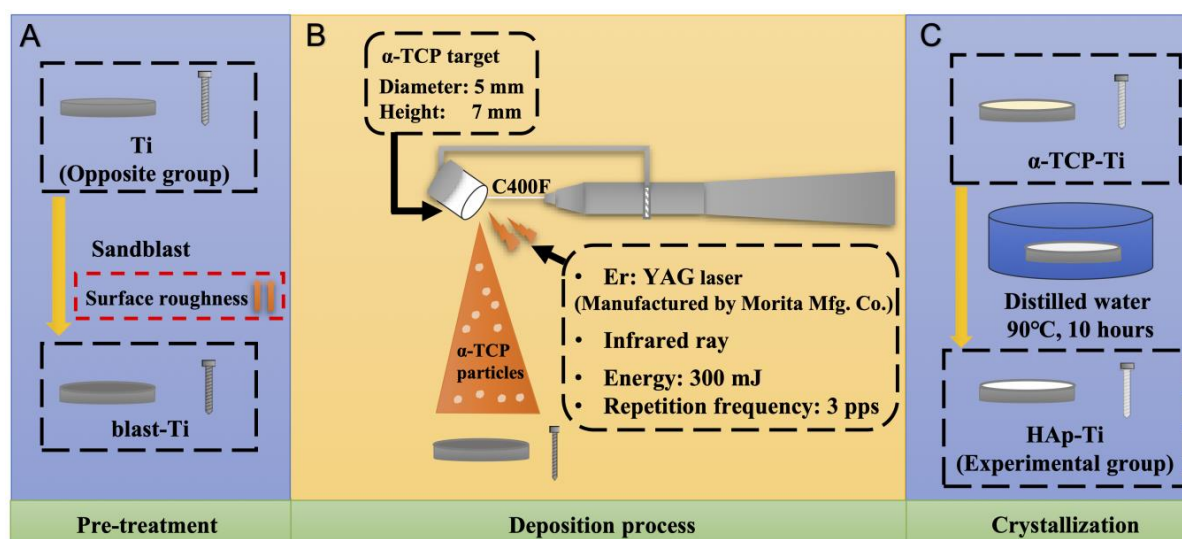 A
Ti
(Opposite group)
Sandblast
Surface roughness
blast-Ti
Pre-treatment
B
α-TCP target
Diameter: 5 mm
Height: 7 mm
C400F
α-TCP
particles
• Er: YAG laser
(Manufactured by Morita Mfg. Co.)
• Infrared ray
• Energy: 300 mJ
• Repetition frequency: 3 pps
Deposition process
C
α-TCP-Ti
Distilled water
90℃, 10 hours
HAp-Ti
(Experimental group)
Crystallization